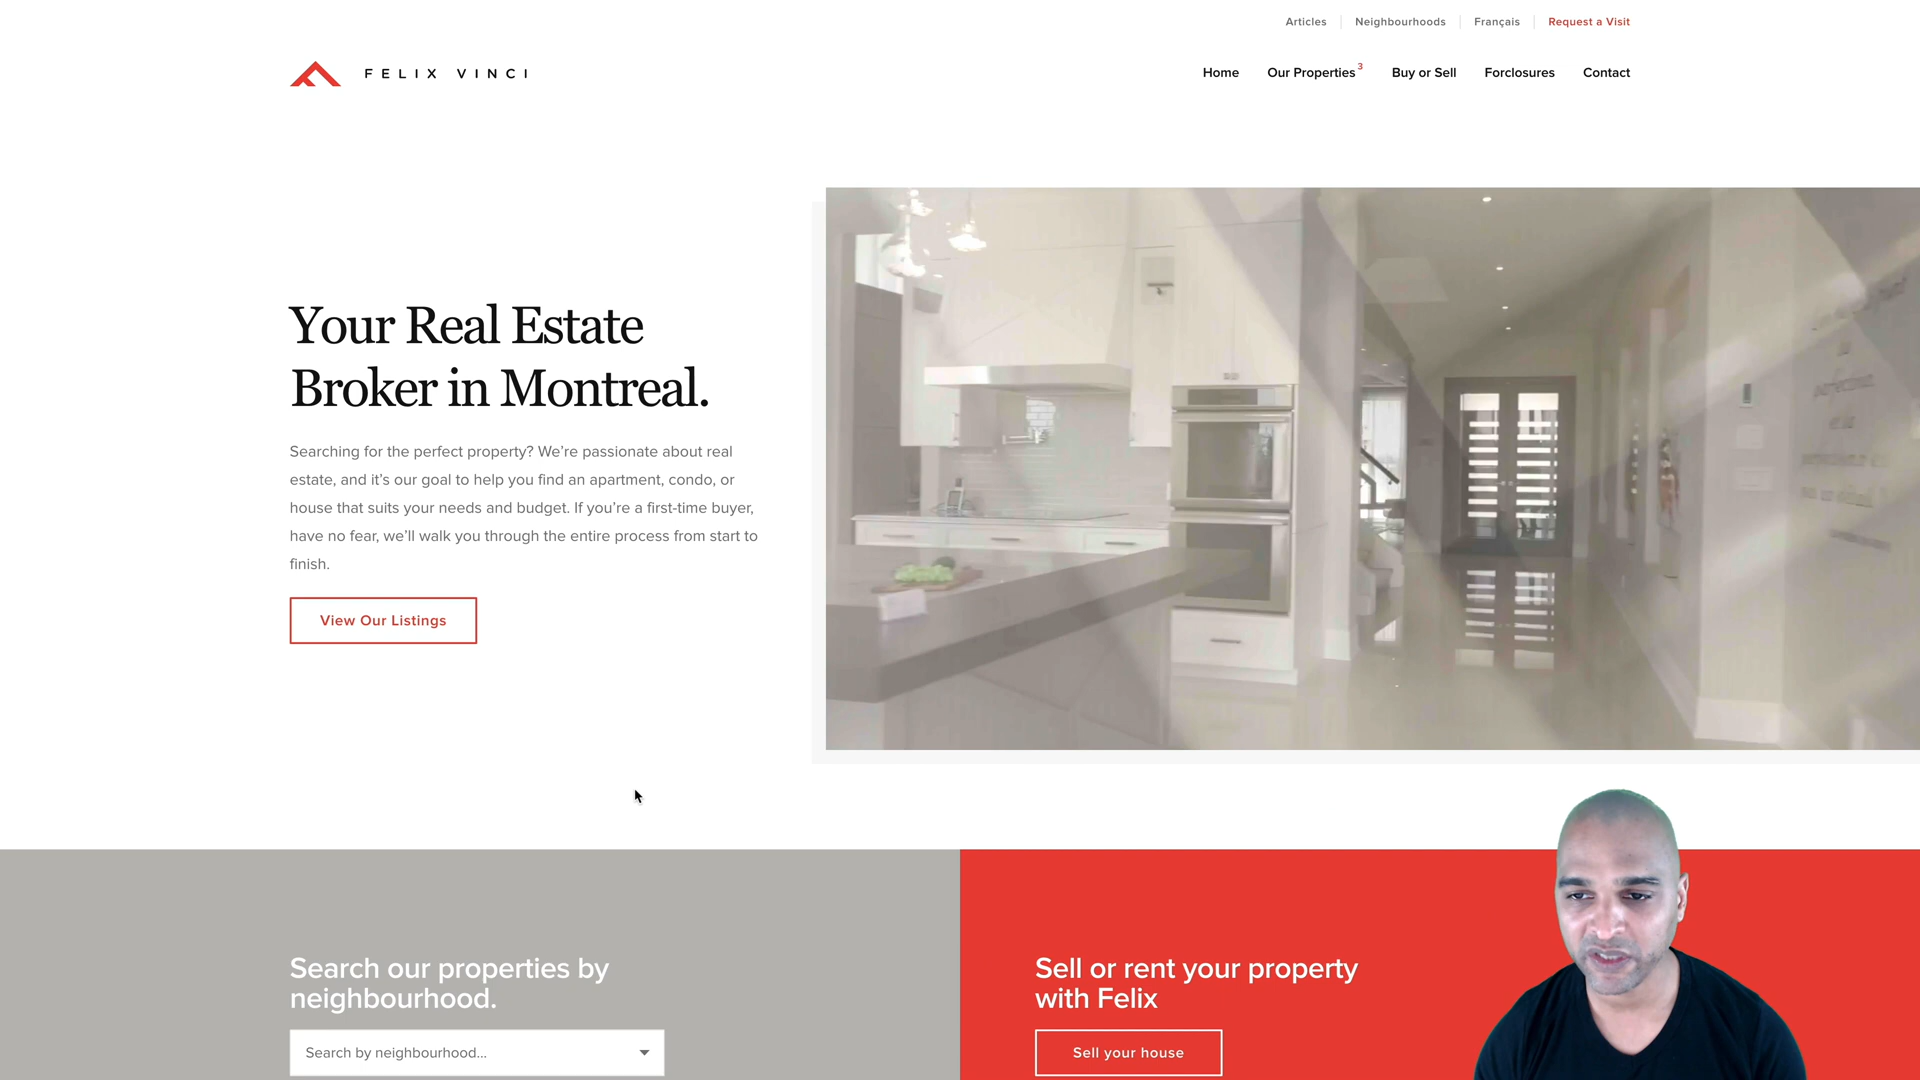 Articles
Neighbourhoods
Français
Request a Visit
FELIX VINCI
Home
Our Properties 3
Buy or Sell
Forclosures
Contact
Your Real Estate
Broker in Montreal.
Searching for the perfect property? We’re passionate about real
estate, and it’s our goal to help you find an apartment, condo, or
house that suits your needs and budget. If you’re a first-time buyer,
have no fear, we’ll walk you through the entire process from start to
finish.
View Our Listings
Search our properties by
neighbourhood.
Search by neighbourhood...
Sell or rent your property
with Felix
Sell your house